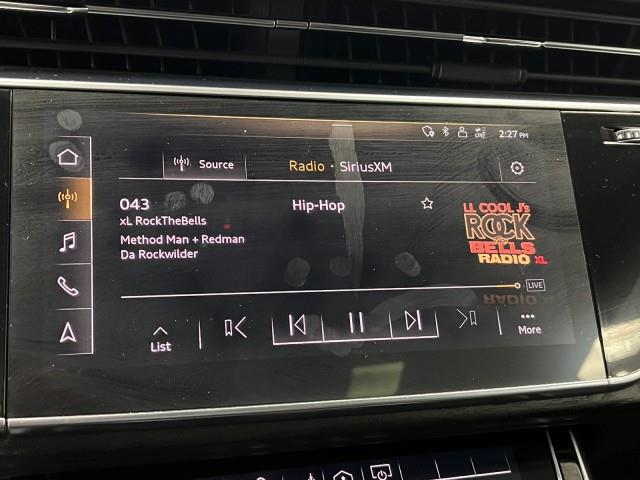 LTE 2:27 PM
Source Radio · SiriusXM
043 Hip-Hop
xL RockTheBells
Method Man + Redman
Da Rockwilder
LL COOL J's
ROCK
BELLS
RADIO XL
LIVE
List
More